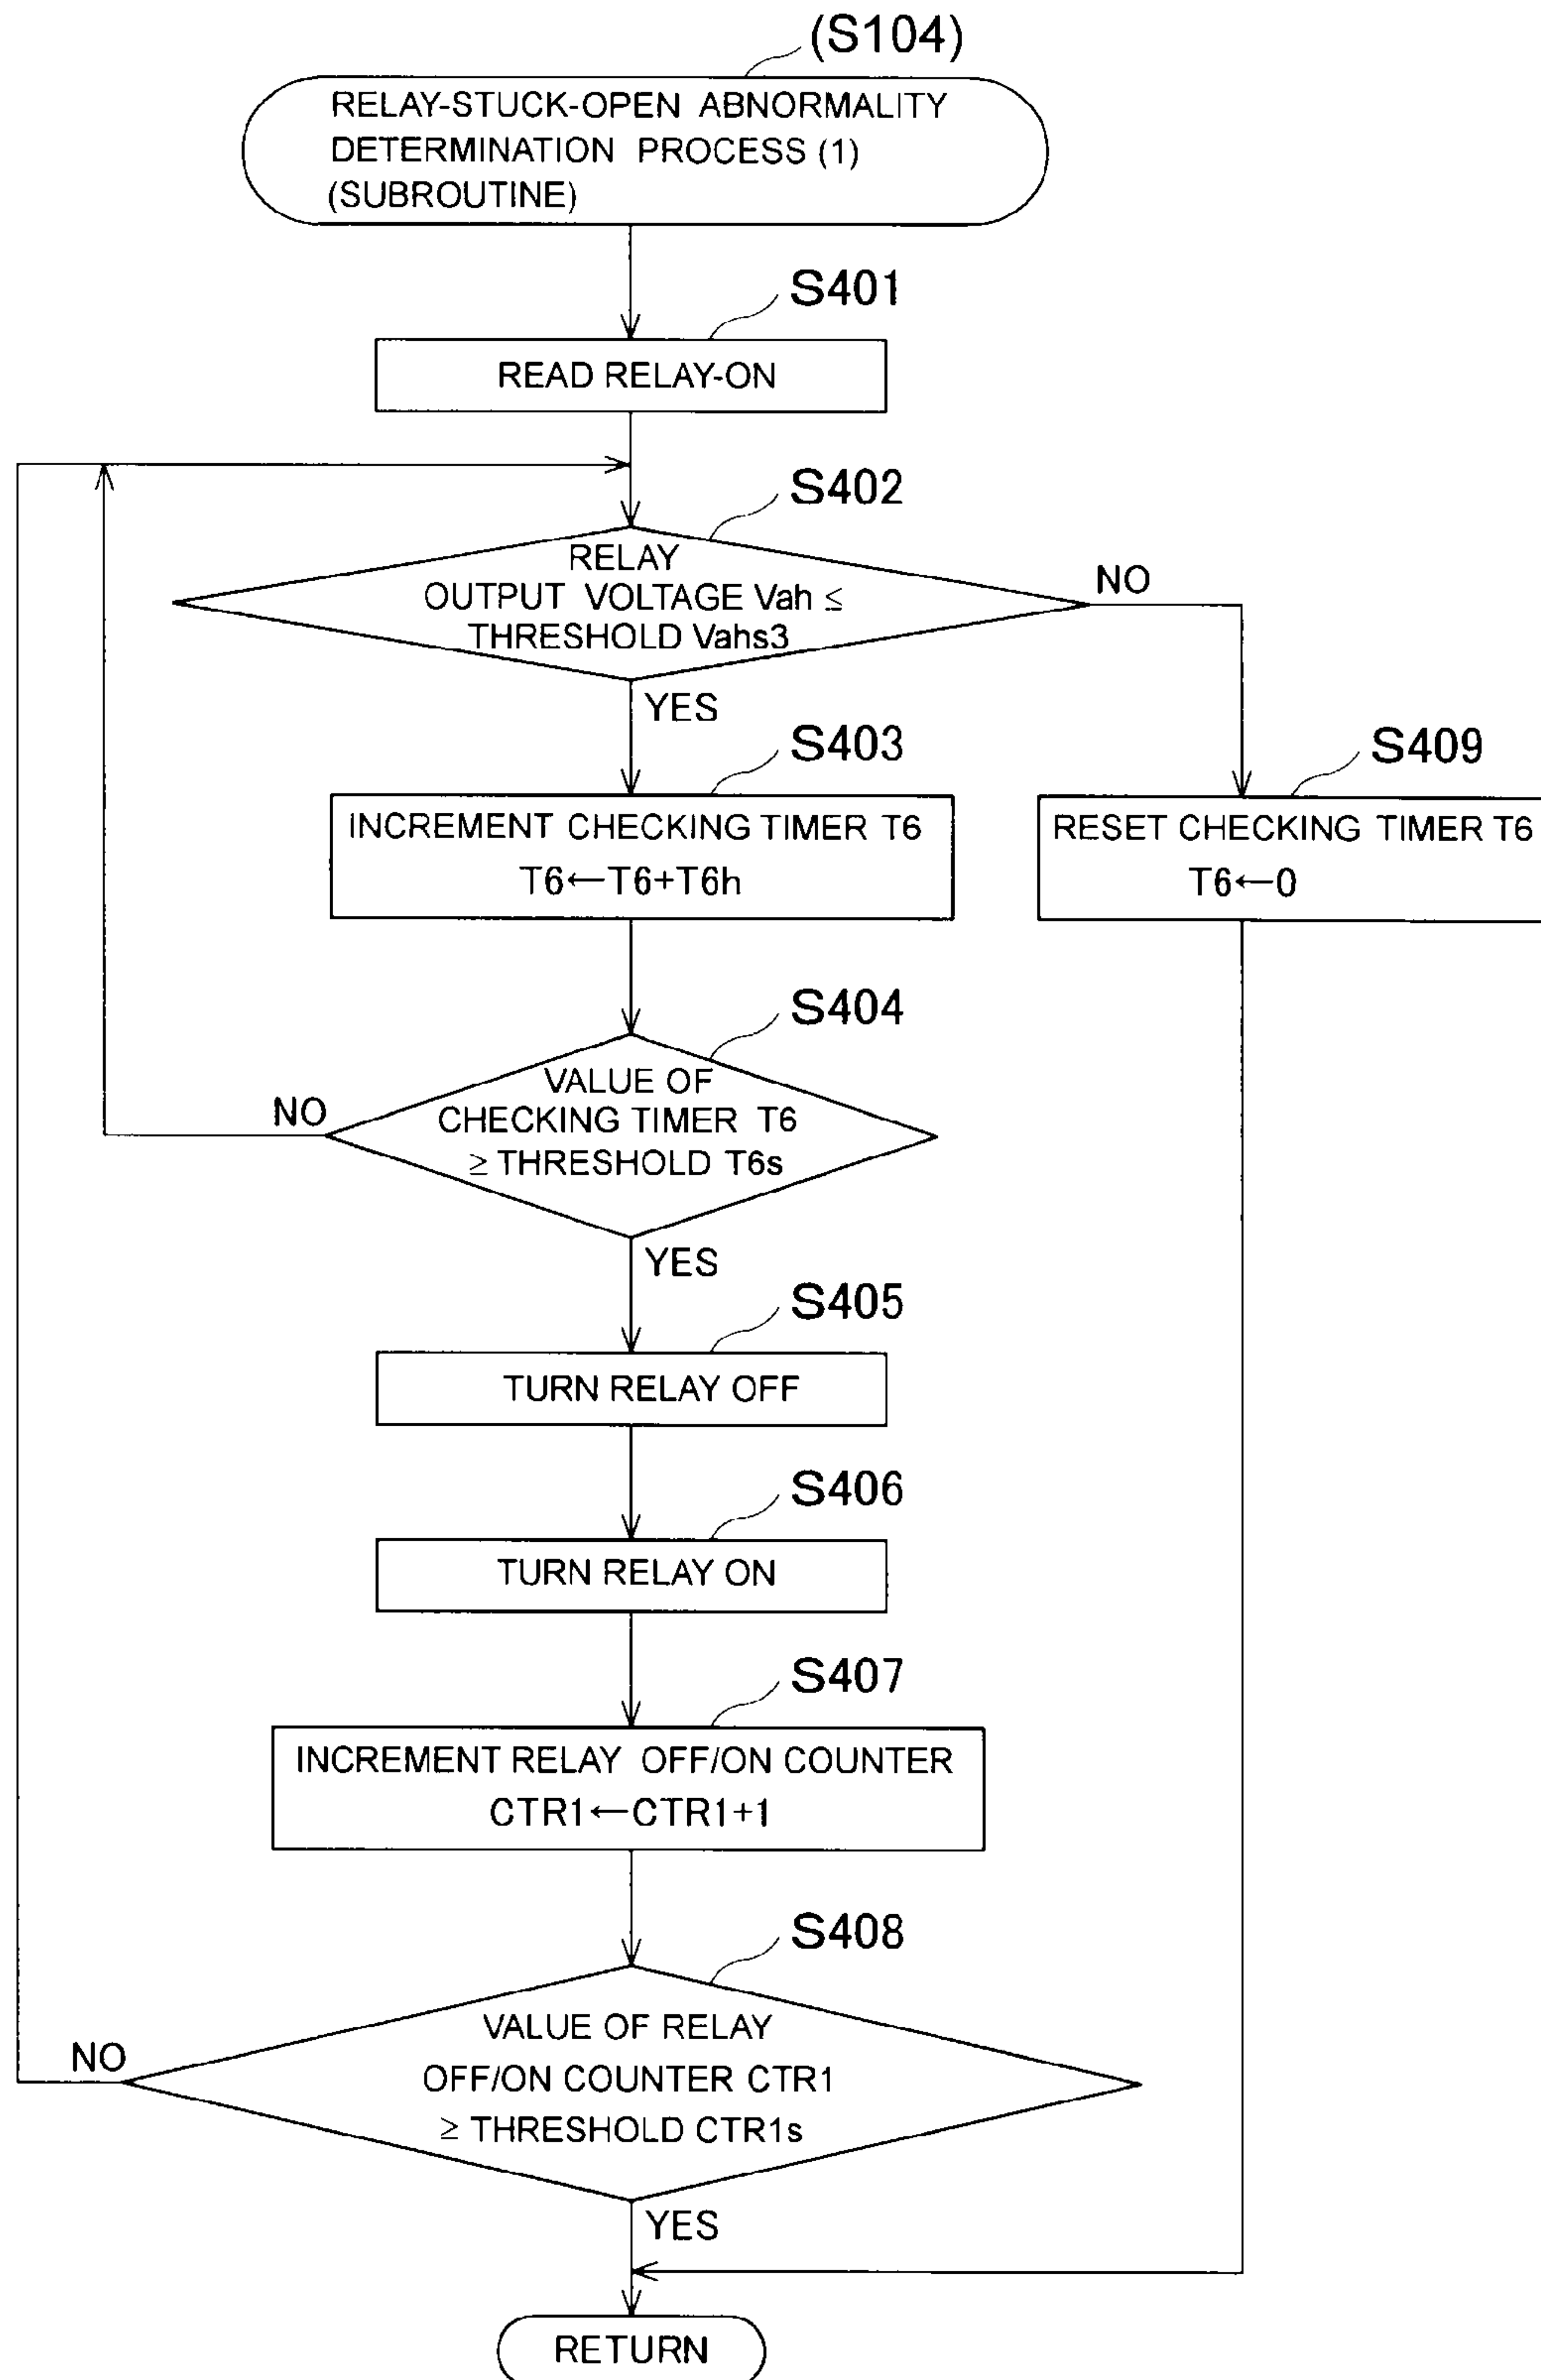 (S104)
RELAY-STUCK-OPEN ABNORMALITY
DETERMINATION PROCESS (1)
(SUBROUTINE)
S401
READ RELAY-ON
S402
RELAY
OUTPUT VOLTAGE Vah ≤
THRESHOLD Vahs3
NO
YES
S403
INCREMENT CHECKING TIMER T6
T6←T6+T6h
S409
RESET CHECKING TIMER T6
T6←0
S404
VALUE OF
CHECKING TIMER T6
≥ THRESHOLD T6s
NO
YES
S405
TURN RELAY OFF
S406
TURN RELAY ON
S407
INCREMENT RELAY OFF/ON COUNTER
CTR1←CTR1+1
S408
VALUE OF RELAY
OFF/ON COUNTER CTR1
≥ THRESHOLD CTR1s
NO
YES
RETURN